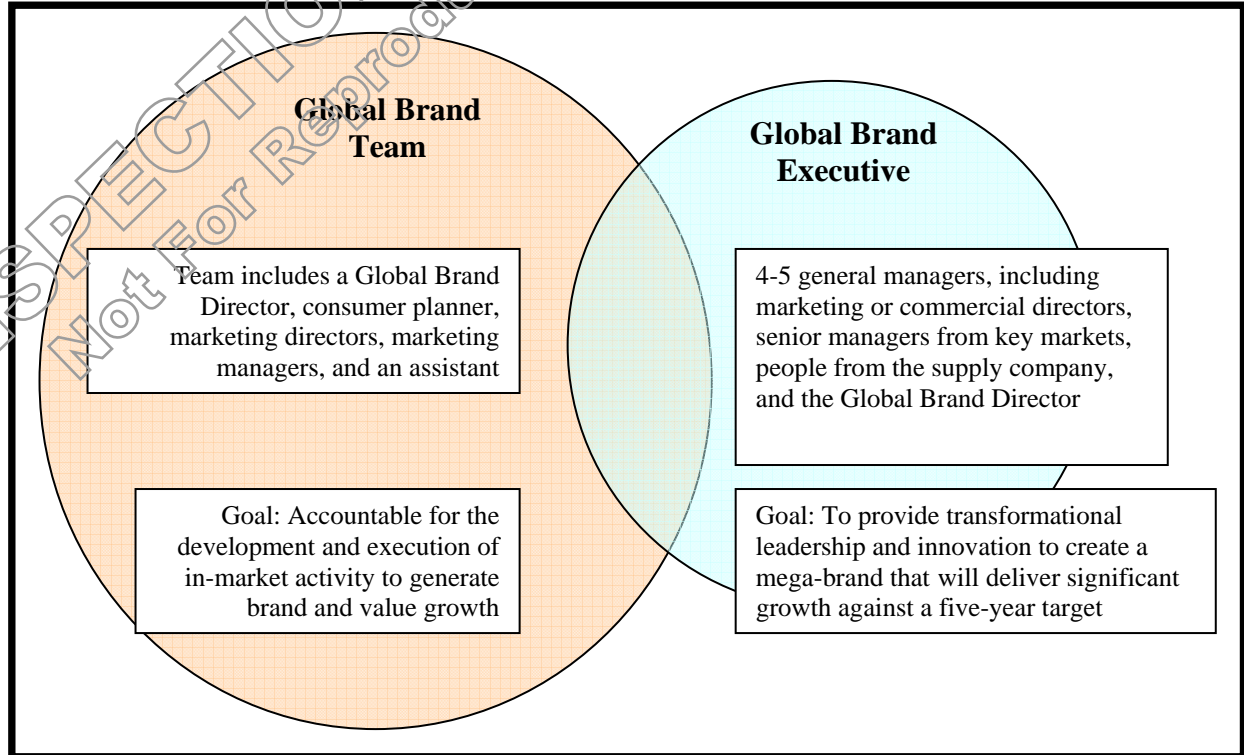 INSPECTIO
Not For Reprodu
Global Brand
Team
Team includes a Global Brand
Director, consumer planner,
marketing directors, marketing
managers, and an assistant
Goal: Accountable for the
development and execution of
in-market activity to generate
brand and value growth
Global Brand
Executive
4-5 general managers, including
marketing or commercial directors,
senior managers from key markets,
people from the supply company,
and the Global Brand Director
Goal: To provide transformational
leadership and innovation to create a
mega-brand that will deliver significant
growth against a five-year target